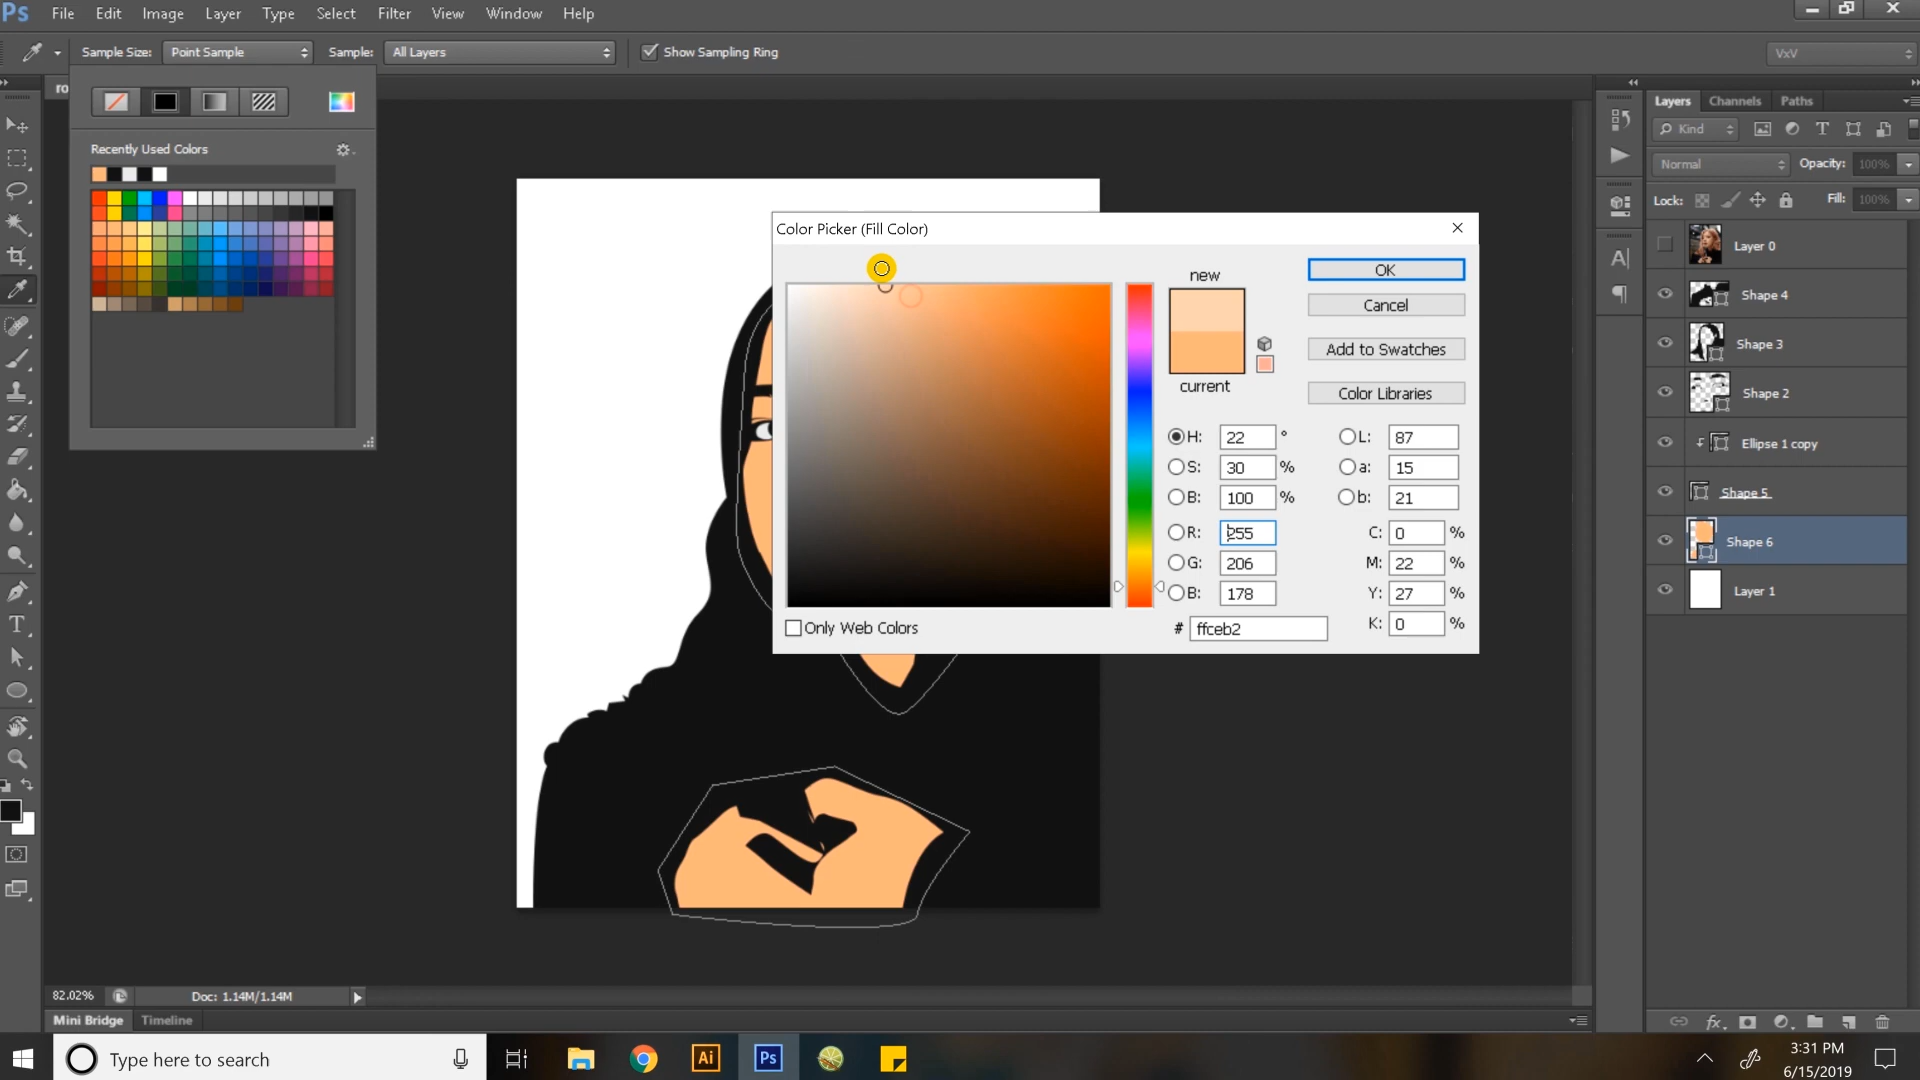 Ps File Edit Image Layer Type Select Filter View Window Help
Sample Size: Point Sample Sample: All Layers Show Sampling Ring VxV
ro
Recently Used Colors
Color Picker (Fill Color)
new
current
OK
Cancel
Add to Swatches
Color Libraries
H: 22 ° L: 87
S: 30 % a: 15
B: 100 % b: 21
R: 255 C: 0 %
G: 206 M: 22 %
B: 178 Y: 27 %
# ffceb2 K: 0 %
Only Web Colors
Layers Channels Paths
Kind
Normal Opacity: 100%
Lock: Fill: 100%
Layer 0
Shape 4
Shape 3
Shape 2
Ellipse 1 copy
Shape 5
Shape 6
Layer 1
82.02% Doc: 1.14M/1.14M
Mini Bridge Timeline
Type here to search
Ai
Ps
3:31 PM
6/15/2019